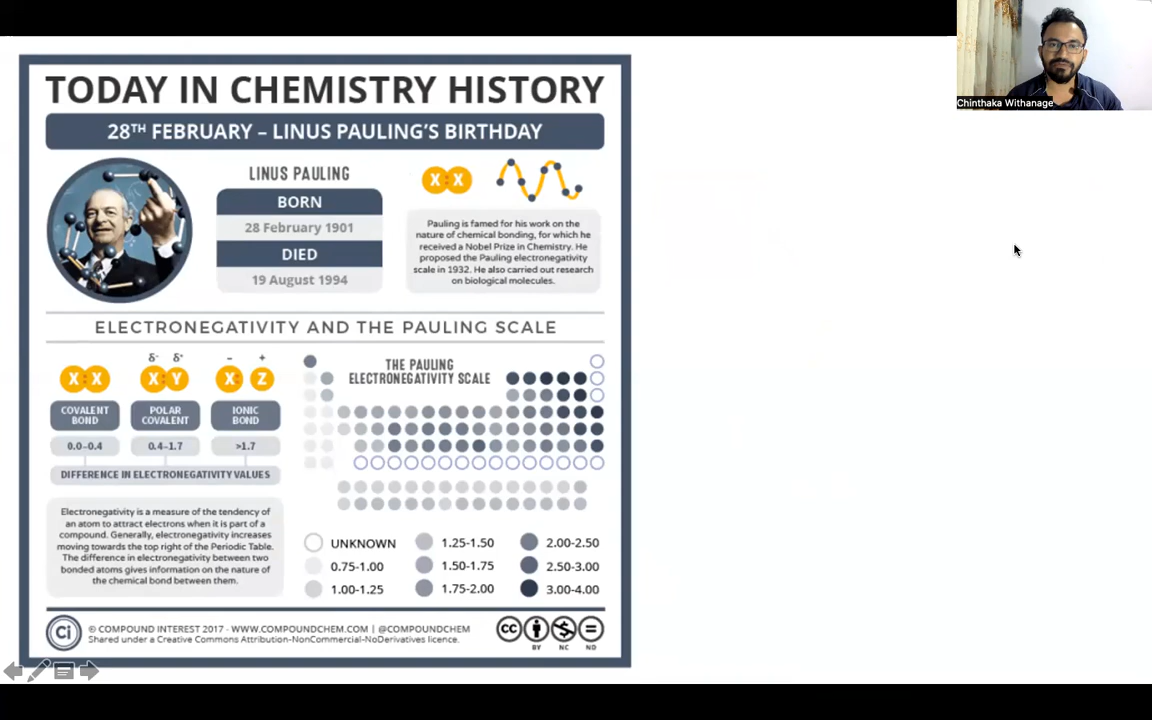 Chinthaka Withanage
TODAY IN CHEMISTRY HISTORY
28TH FEBRUARY – LINUS PAULING'S BIRTHDAY
LINUS PAULING
BORN
28 February 1901
DIED
19 August 1994
X:X
Pauling is famed for his work on the
nature of chemical bonding, for which he
received a Nobel Prize in Chemistry. He
proposed the Pauling electronegativity
scale in 1932. He also carried out research
on biological molecules.
ELECTRONEGATIVITY AND THE PAULING SCALE
X:X
COVALENT
BOND
0.0–0.4
δ- δ+
X:Y
POLAR
COVALENT
0.4–1.7
– +
X: Z
IONIC
BOND
>1.7
DIFFERENCE IN ELECTRONEGATIVITY VALUES
Electronegativity is a measure of the tendency of
an atom to attract electrons when it is part of a
compound. Generally, electronegativity increases
moving towards the top right of the Periodic Table.
The difference in electronegativity between two
bonded atoms gives information on the nature of
the chemical bond between them.
THE PAULING
ELECTRONEGATIVITY SCALE
UNKNOWN
0.75-1.00
1.00-1.25
1.25-1.50
1.50-1.75
1.75-2.00
2.00-2.50
2.50-3.00
3.00-4.00
Ci
© COMPOUND INTEREST 2017 - WWW.COMPOUNDCHEM.COM | @COMPOUNDCHEM
Shared under a Creative Commons Attribution-NonCommercial-NoDerivatives licence.
CC
BY
NC
ND